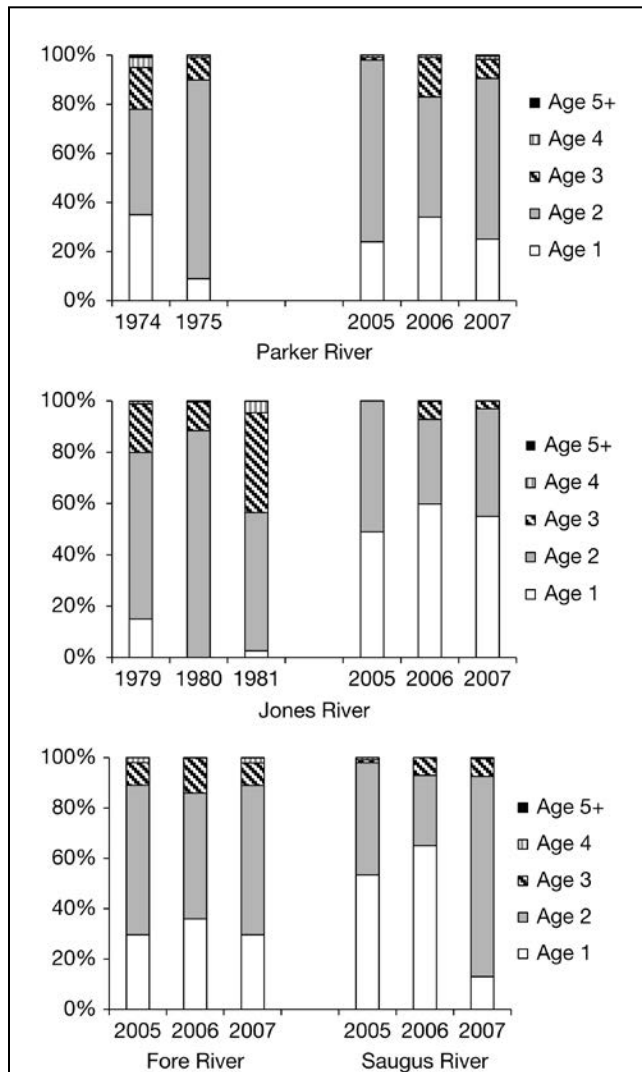 100%
80%
60%
40%
20%
0%
1974 1975 2005 2006 2007
Parker River
Age 5+
Age 4
Age 3
Age 2
Age 1
100%
80%
60%
40%
20%
0%
1979 1980 1981 2005 2006 2007
Jones River
Age 5+
Age 4
Age 3
Age 2
Age 1
100%
80%
60%
40%
20%
0%
2005 2006 2007 2005 2006 2007
Fore River Saugus River
Age 5+
Age 4
Age 3
Age 2
Age 1